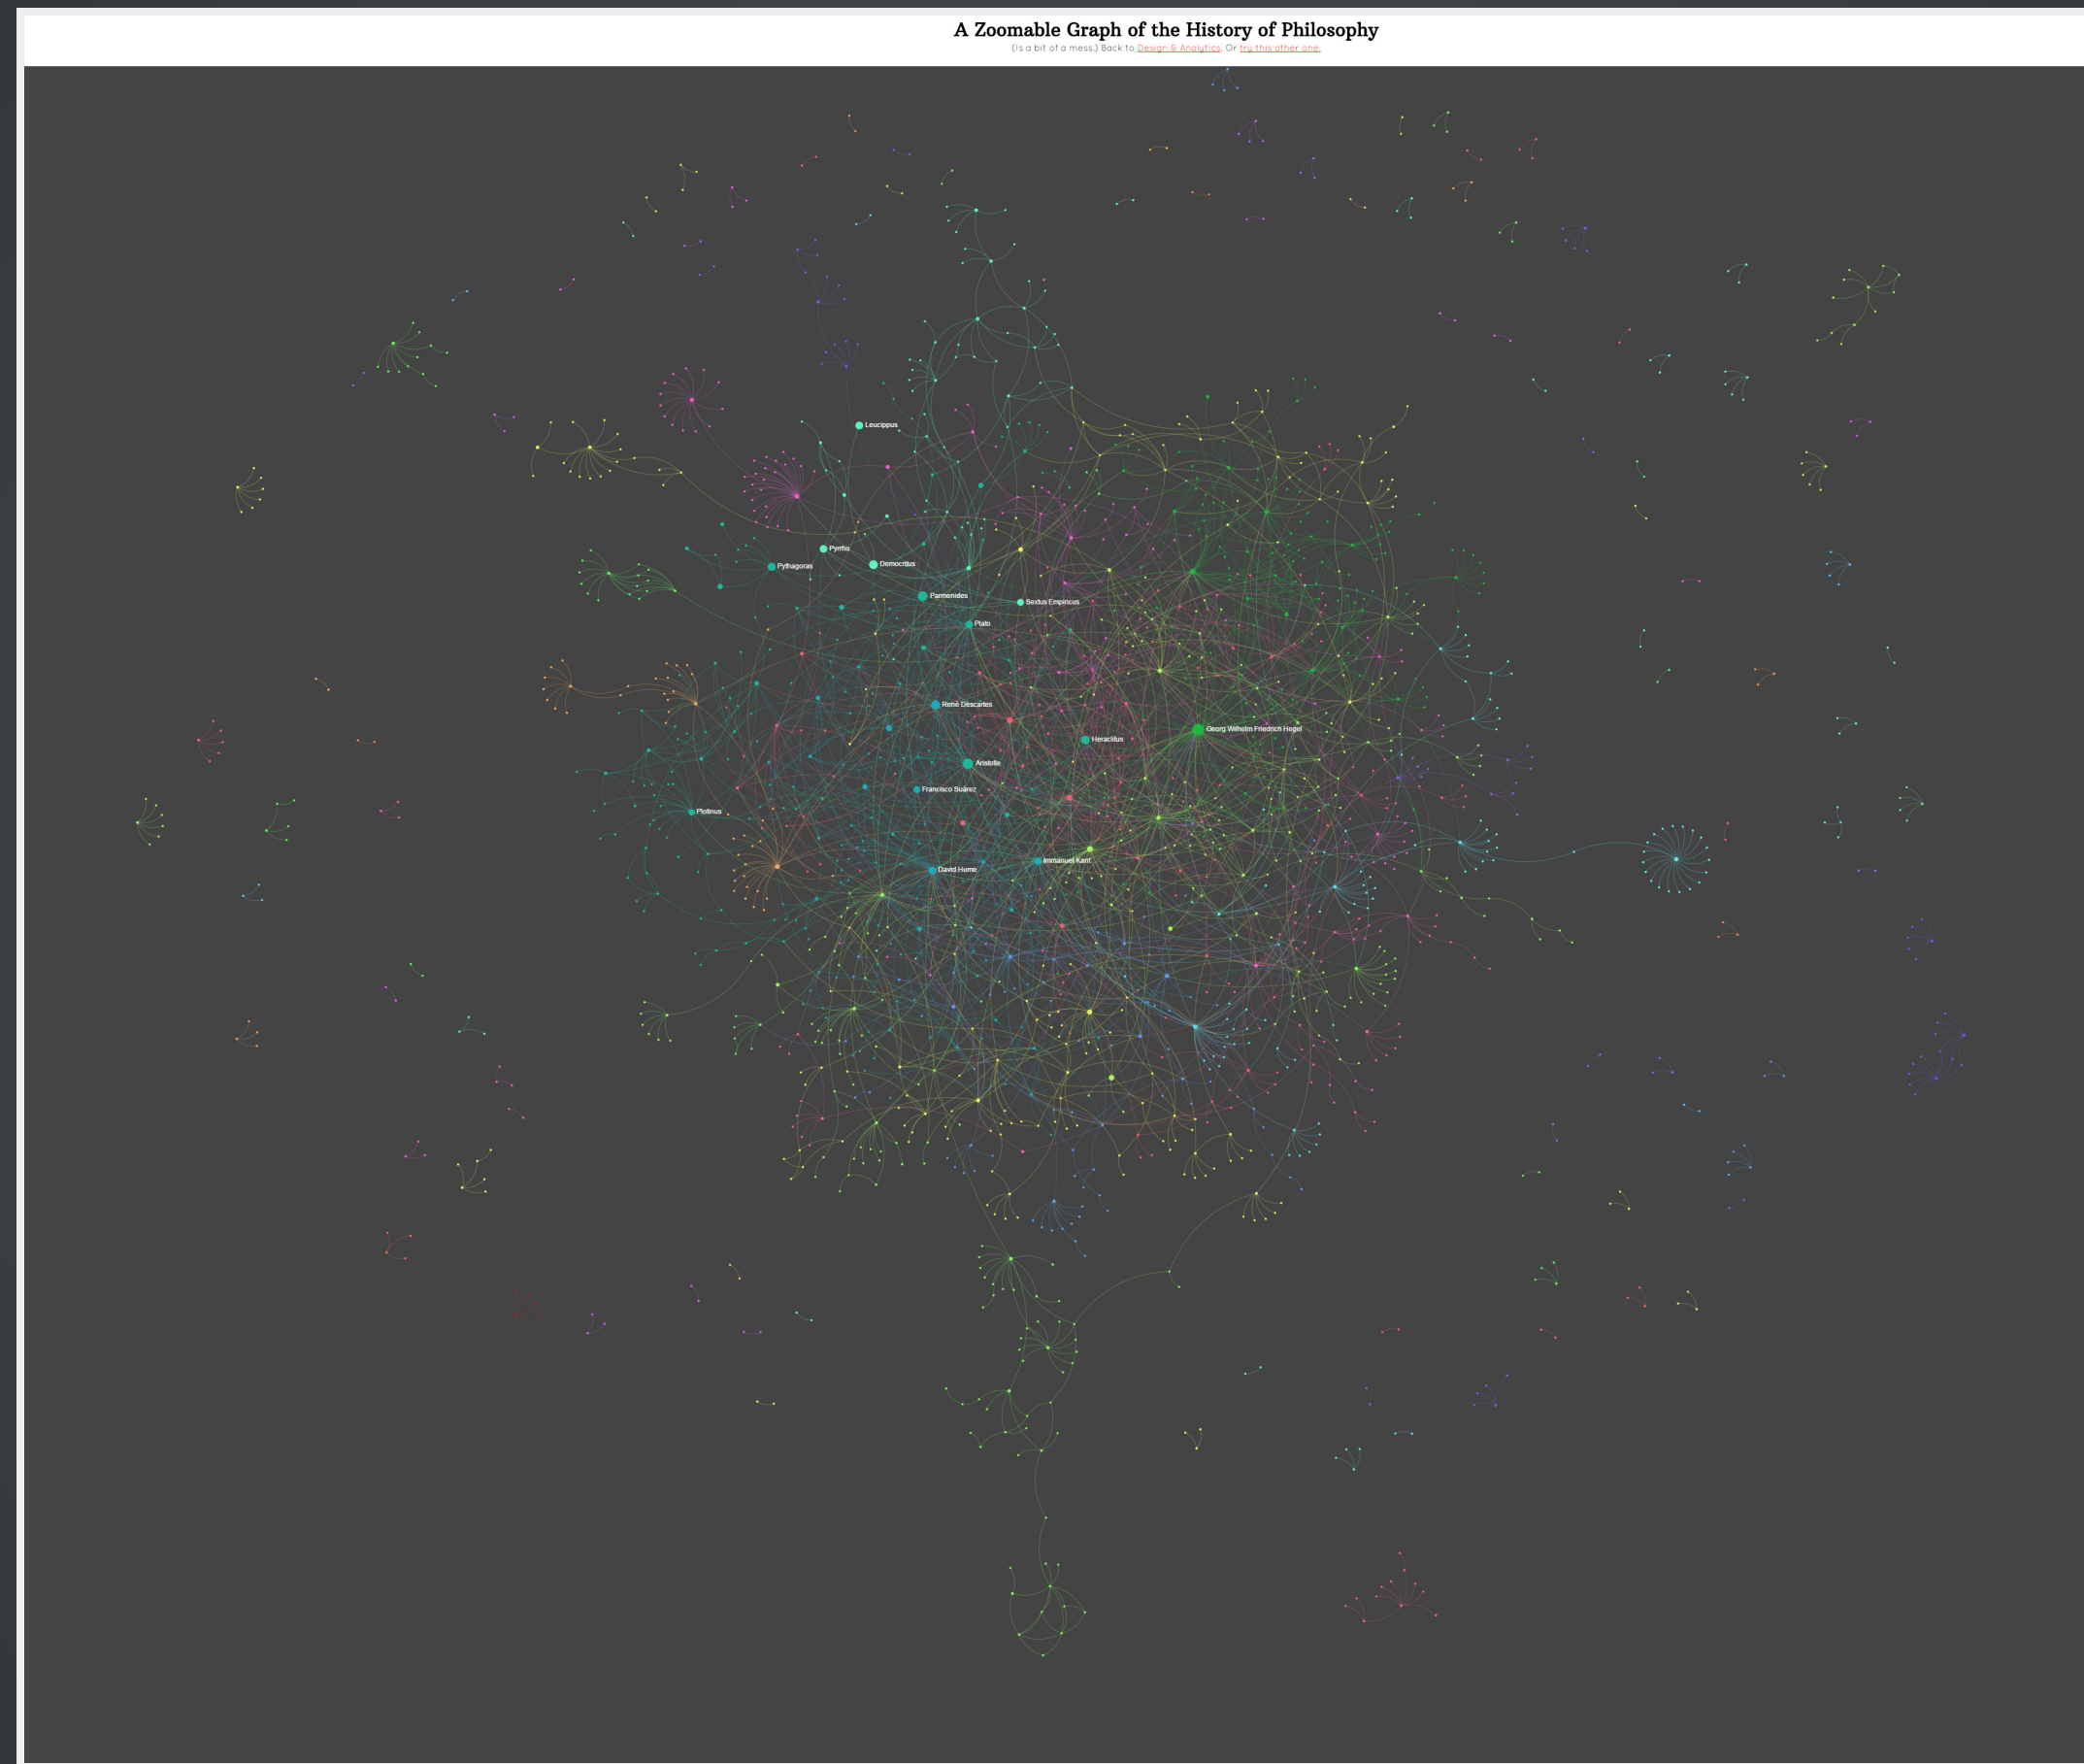 A Zoomable Graph of the History of Philosophy
(Is a bit of a mess.) Back to Design & Analytics. Or try this other one.
Leucippus
Pyrrho
Democritus
Pythagoras
Parmenides
Sextus Empiricus
Plato
René Descartes
Georg Wilhelm Friedrich Hegel
Heraclitus
Aristotle
Francisco Suárez
Plotinus
Immanuel Kant
David Hume